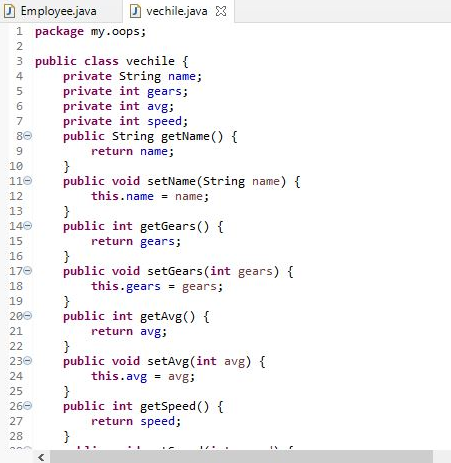 Employee.java vechile.java
1 package my.oops;
2
3 public class vechile {
4 private String name;
5 private int gears;
6 private int avg;
7 private int speed;
8 public String getName() {
9 return name;
10 }
11 public void setName(String name) {
12 this.name = name;
13 }
14 public int getGears() {
15 return gears;
16 }
17 public void setGears(int gears) {
18 this.gears = gears;
19 }
20 public int getAvg() {
21 return avg;
22 }
23 public void setAvg(int avg) {
24 this.avg = avg;
25 }
26 public int getSpeed() {
27 return speed;
28 }